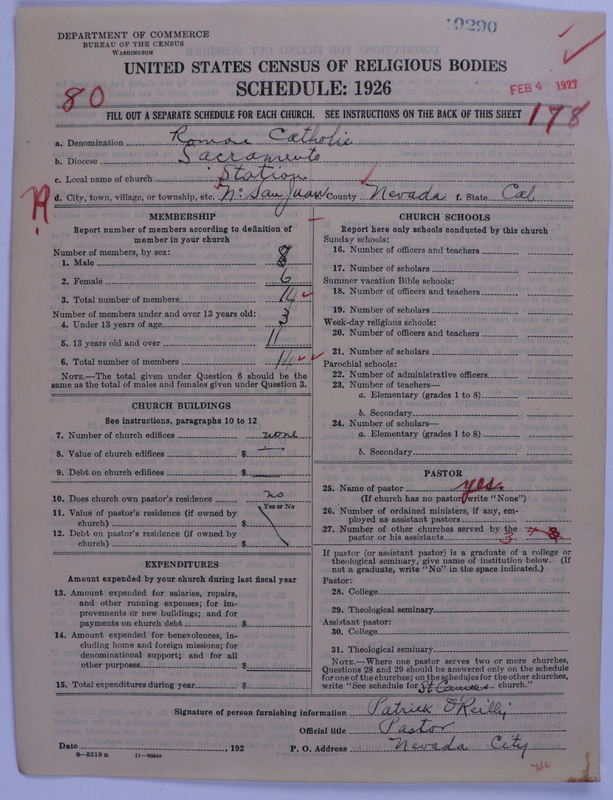 19290
DEPARTMENT OF COMMERCE
BUREAU OF THE CENSUS
WASHINGTON
UNITED STATES CENSUS OF RELIGIOUS BODIES
SCHEDULE: 1926
FEB 4 1927
80
178
FILL OUT A SEPARATE SCHEDULE FOR EACH CHURCH. SEE INSTRUCTIONS ON THE BACK OF THIS SHEET
a. Denomination Roman Catholic
b. Diocese Sacramento
c. Local name of church Station
d. City, town, village, or township, etc. No. San Juan County Nevada f. State Cal
MEMBERSHIP
Report number of members according to definition of member in your church
Number of members, by sex:
1. Male 8
2. Female 6
3. Total number of members 14
Number of members under and over 13 years old:
4. Under 13 years of age 3
5. 13 years old and over 11
6. Total number of members 14
NOTE.—The total given under Question 6 should be the same as the total of males and females given under Question 3.
CHURCH BUILDINGS
See instructions, paragraphs 10 to 12
7. Number of church edifices none
8. Value of church edifices $
9. Debt on church edifices $
10. Does church own pastor's residence no
Yes or No
11. Value of pastor's residence (if owned by church) $
12. Debt on pastor's residence (if owned by church) $
EXPENDITURES
Amount expended by your church during last fiscal year
13. Amount expended for salaries, repairs, and other running expenses; for improvements or new buildings; and for payments on church debt $
14. Amount expended for benevolences, including home and foreign missions; for denominational support; and for all other purposes $
15. Total expenditures during year $
CHURCH SCHOOLS
Report here only schools conducted by this church
Sunday schools:
16. Number of officers and teachers
17. Number of scholars
Summer vacation Bible schools:
18. Number of officers and teachers
19. Number of scholars
Week-day religious schools:
20. Number of officers and teachers
21. Number of scholars
Parochial schools:
22. Number of administrative officers
23. Number of teachers—
a. Elementary (grades 1 to 8)
b. Secondary
24. Number of scholars—
a. Elementary (grades 1 to 8)
b. Secondary
PASTOR
25. Name of pastor yes
(If church has no pastor, write "None")
26. Number of ordained ministers, if any, employed as assistant pastors
27. Number of other churches served by the pastor or his assistants 3
If pastor (or assistant pastor) is a graduate of a college or theological seminary, give name of institution below. (If not a graduate, write "No" in the space indicated.)
Pastor:
28. College
29. Theological seminary
Assistant pastor:
30. College
31. Theological seminary
NOTE.—Where one pastor serves two or more churches, Questions 28 and 29 should be answered only on the schedule for one of the churches; on the schedules for the other churches, write "See schedule for St church."
Signature of person furnishing information Patrick O'Reilly
Official title Pastor
Date , 192 P. O. Address Nevada City
8—5518 a 11—9054